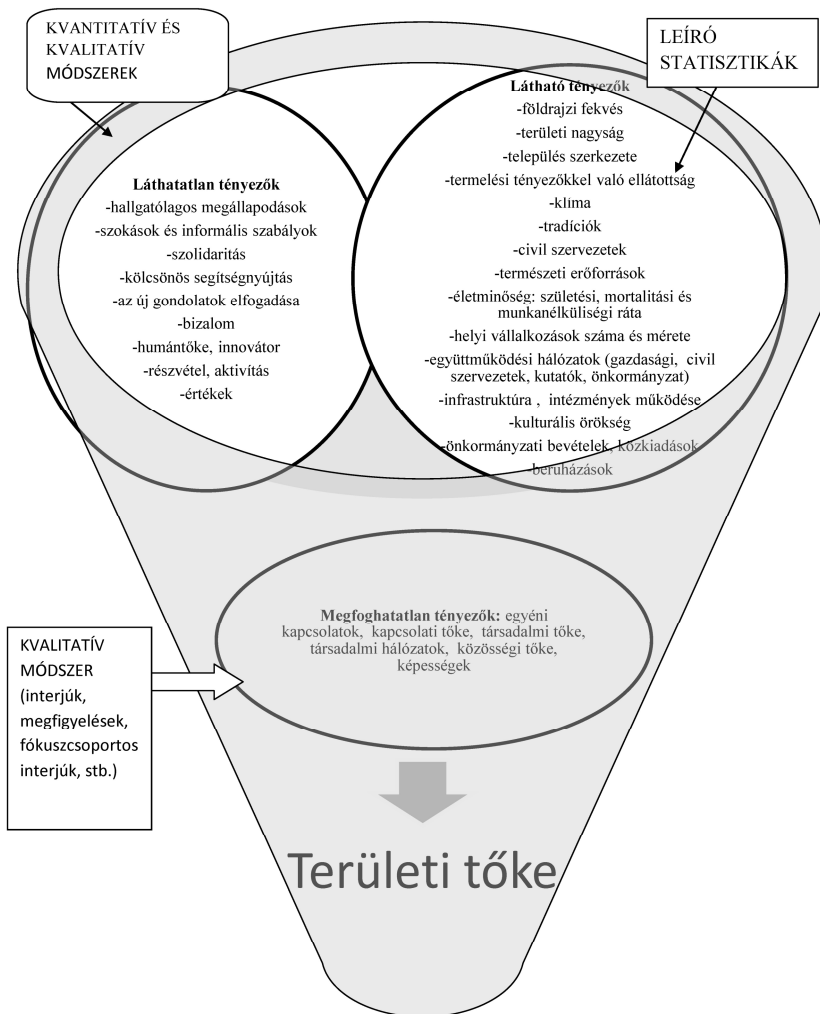 KVANTITATÍV ÉS
KVALITATÍV
MÓDSZEREK
LEÍRÓ
STATISZTIKÁK
Láthatatlan tényezők
-hallgatólagos megállapodások
-szokások és informális szabályok
-szolidaritás
-kölcsönös segítségnyújtás
-az új gondolatok elfogadása
-bizalom
-humántőke, innovátor
-részvétel, aktivítás
-értékek
Látható tényezők
-földrajzi fekvés
-területi nagyság
-település szerkezete
-termelési tényezőkkel való ellátottság
-klíma
-tradíciók
-civil szervezetek
-természeti erőforrások
-életminőség: születési, mortalitási és
munkanélküliségi ráta
-helyi vállalkozások száma és mérete
-együttműködési hálózatok (gazdasági, civil
szervezetek, kutatók, önkormányzat)
-infrastruktúra , intézmények működése
-kulturális örökség
-önkormányzati bevételek, közkiadások
-beruházások
Megfoghatatlan tényezők: egyéni
kapcsolatok, kapcsolati tőke, társadalmi tőke,
társadalmi hálózatok, közösségi tőke,
képességek
KVALITATÍV
MÓDSZER
(interjúk,
megfigyelések,
fókuszcsoportos
interjúk, stb.)
Területi tőke